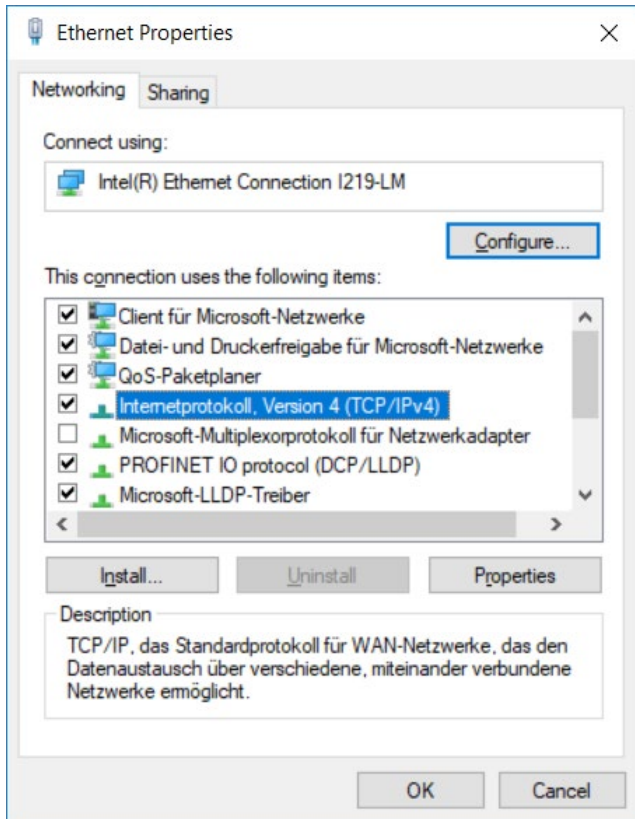 Ethernet Properties
Networking
Sharing
Connect using:
Intel(R) Ethernet Connection I219-LM
Configure...
This connection uses the following items:
Client für Microsoft-Netzwerke
Datei- und Druckerfreigabe für Microsoft-Netzwerke
QoS-Paketplaner
Internetprotokoll, Version 4 (TCP/IPv4)
Microsoft-Multiplexorprotokoll für Netzwerkadapter
PROFINET IO protocol (DCP/LLDP)
Microsoft-LLDP-Treiber
Install...
Uninstall
Properties
Description
TCP/IP, das Standardprotokoll für WAN-Netzwerke, das den
Datenaustausch über verschiedene, miteinander verbundene
Netzwerke ermöglicht.
OK
Cancel